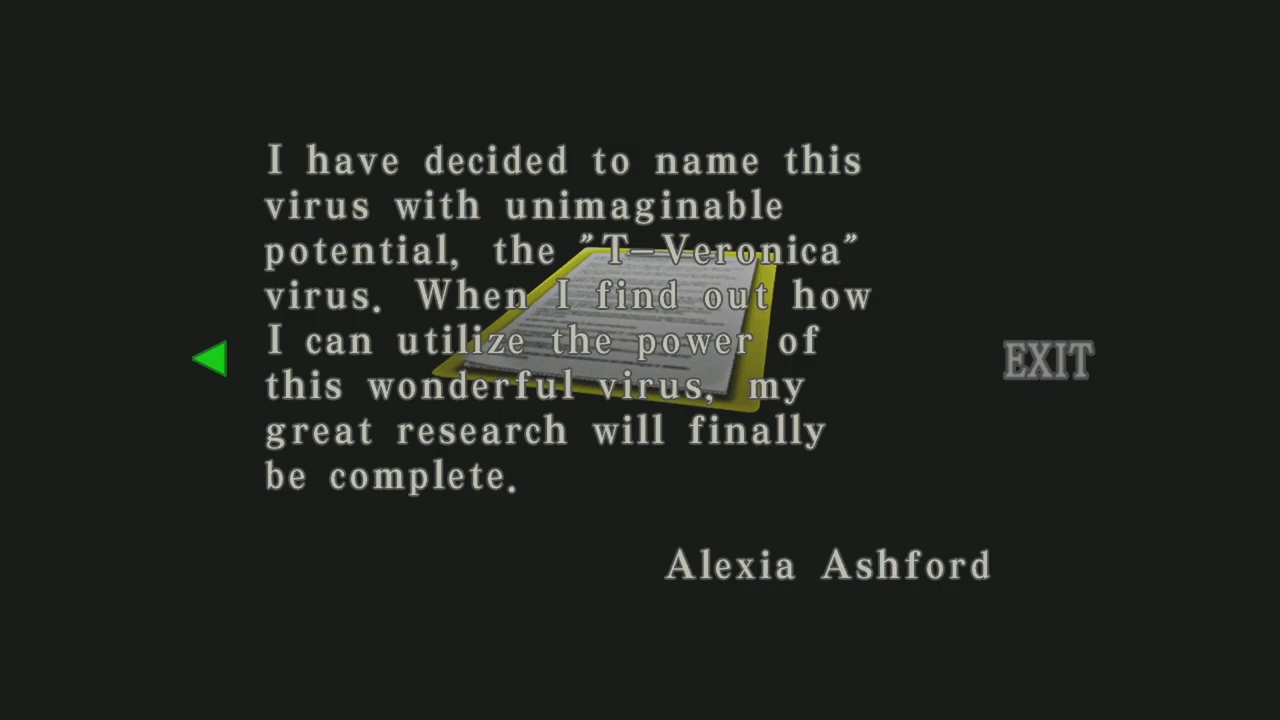 I have decided to name this
virus with unimaginable
potential, the "T-Veronica"
virus. When I find out how
I can utilize the power of
this wonderful virus, my
great research will finally
be complete.
EXIT
Alexia Ashford